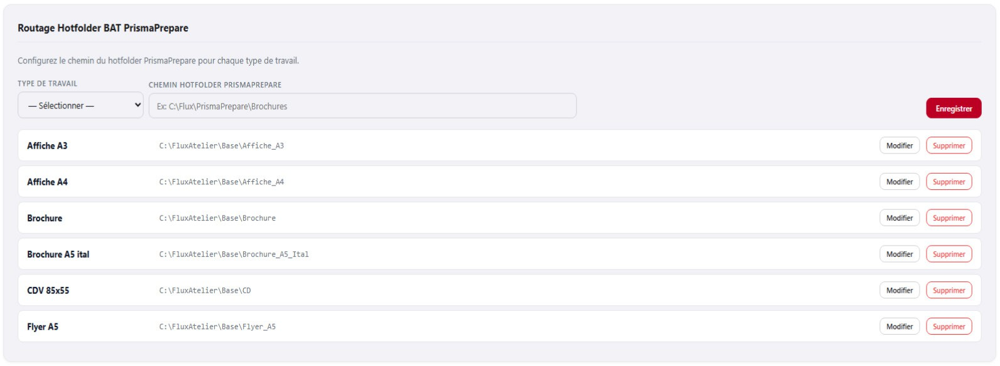 Routage Hotfolder BAT PrismaPrepare
Configurez le chemin du hotfolder PrismaPrepare pour chaque type de travail.
TYPE DE TRAVAIL
CHEMIN HOTFOLDER PRISMAPREPARE
— Sélectionner —
Ex: C:\Flux\PrismaPrepare\Brochures
Enregistrer
Affiche A3 C:\FluxAtelier\Base\Affiche_A3 Modifier Supprimer
Affiche A4 C:\FluxAtelier\Base\Affiche_A4 Modifier Supprimer
Brochure C:\FluxAtelier\Base\Brochure Modifier Supprimer
Brochure A5 ital C:\FluxAtelier\Base\Brochure_A5_Ital Modifier Supprimer
CDV 85x55 C:\FluxAtelier\Base\CD Modifier Supprimer
Flyer A5 C:\FluxAtelier\Base\Flyer_A5 Modifier Supprimer